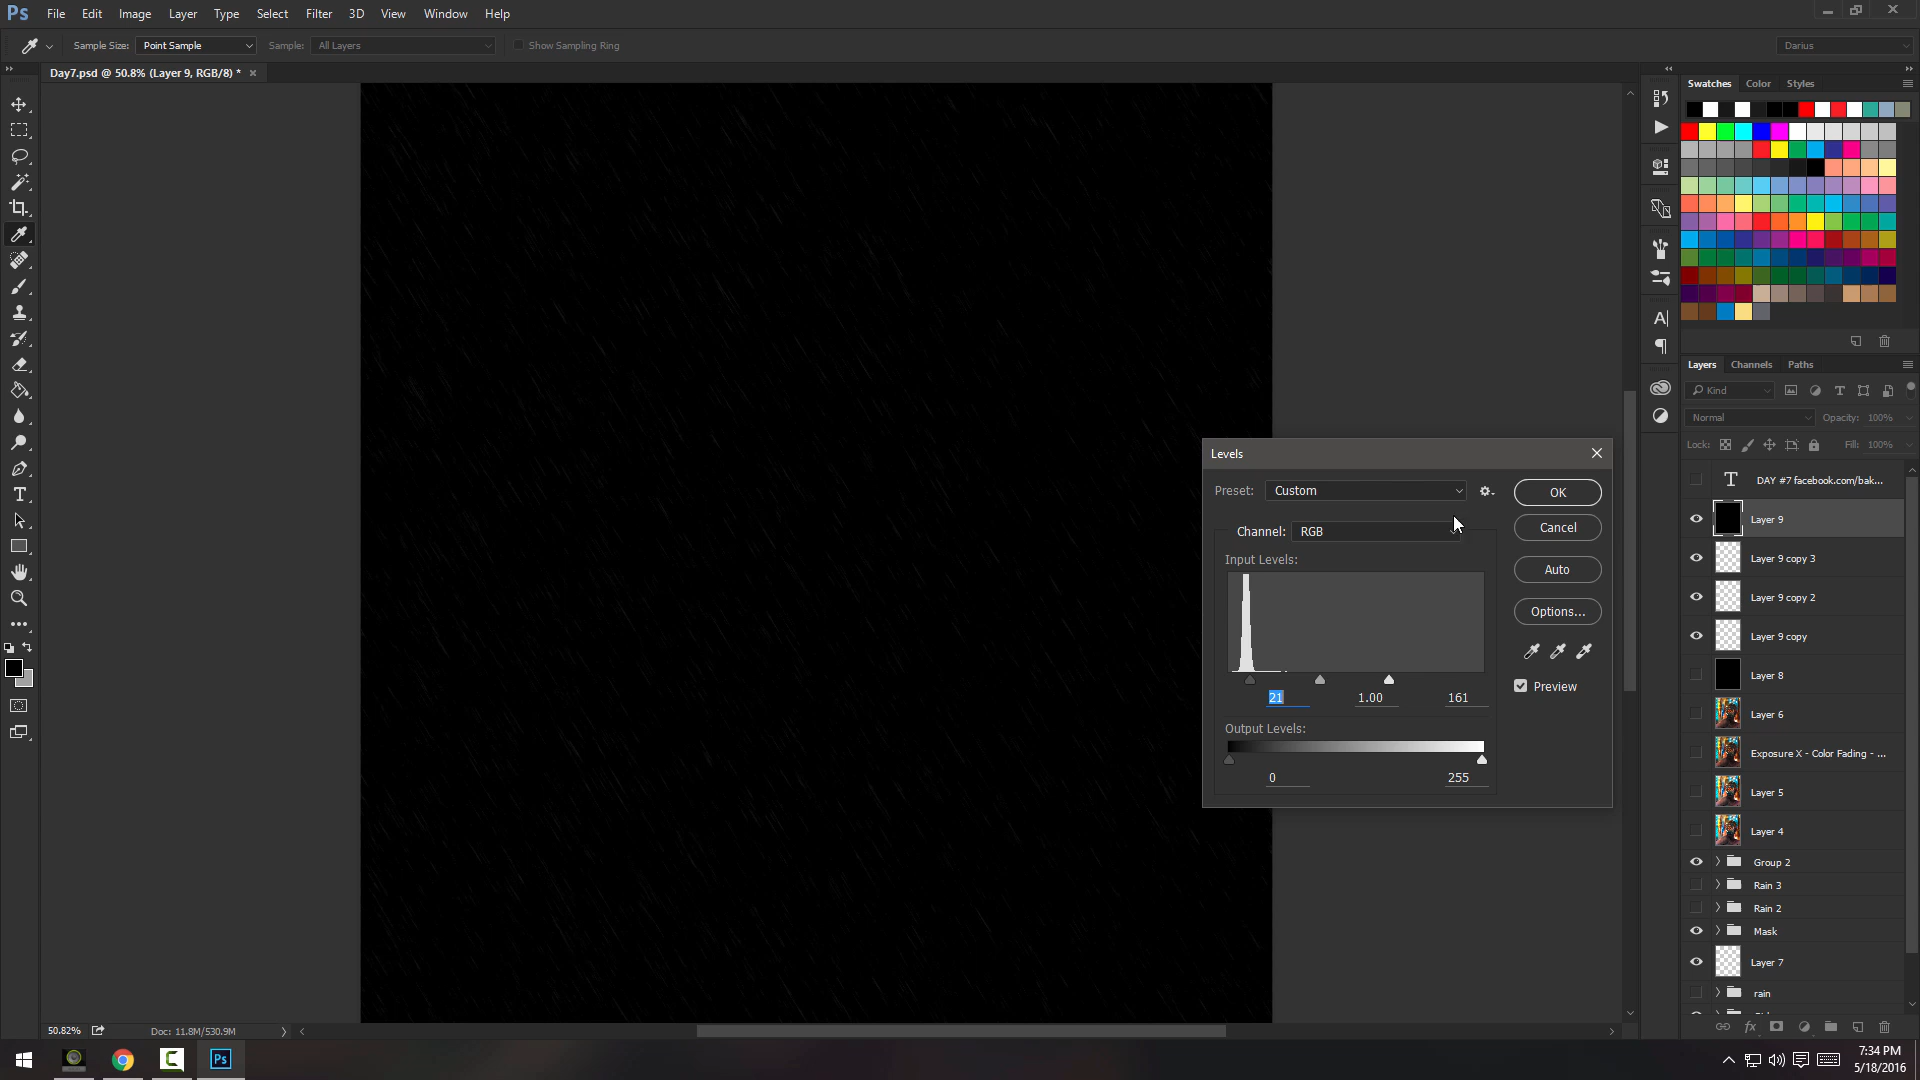 Ps File Edit Image Layer Type Select Filter 3D View Window Help
Sample Size: Point Sample Sample: All Layers Show Sampling Ring Darius
Day7.psd @ 50.8% (Layer 9, RGB/8) *
Swatches Color Styles
Layers Channels Paths
Kind
Normal Opacity: 100%
Lock: Fill: 100%
DAY #7 facebook.com/bak...
Layer 9
Layer 9 copy 3
Layer 9 copy 2
Layer 9 copy
Layer 8
Layer 6
Exposure X - Color Fading - ...
Layer 5
Layer 4
Group 2
Rain 3
Rain 2
Mask
Layer 7
rain
Levels
Preset: Custom
OK
Channel: RGB
Cancel
Input Levels:
Auto
Options...
21 1.00 161
Preview
Output Levels:
0 255
50.82% Doc: 11.8M/530.9M
Ps
7:34 PM
5/18/2016